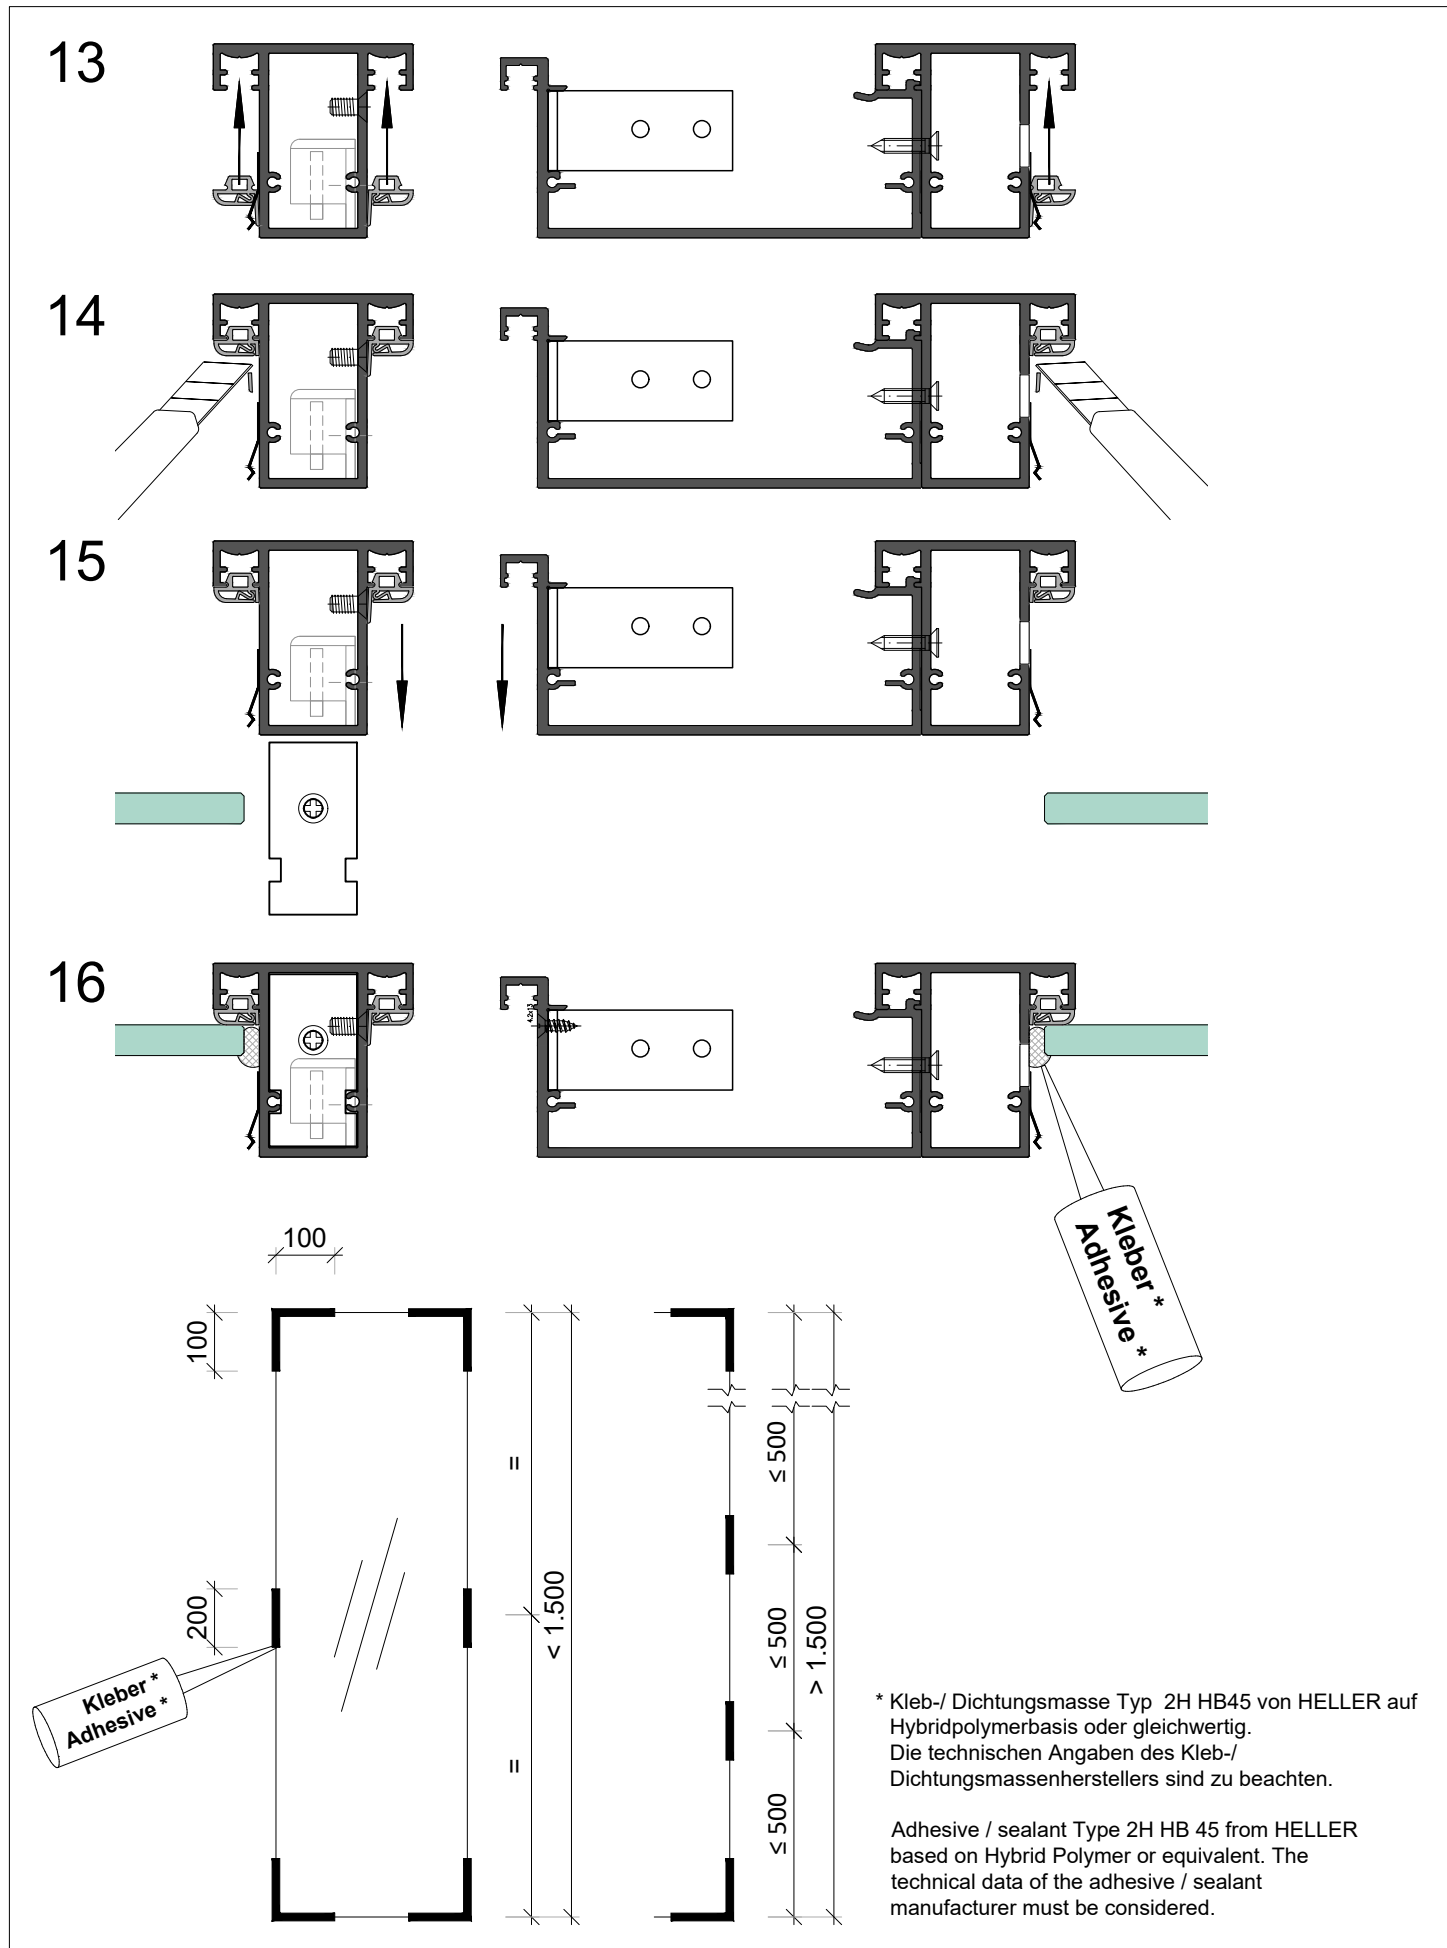 13
14
15
16
4.2x13
Kleber *
Adhesive *
100
100
200
=
=
< 1.500
≤ 500
≤ 500
≤ 500
> 1.500
Kleber *
Adhesive *
* Kleb-/ Dichtungsmasse Typ 2H HB45 von HELLER auf
Hybridpolymerbasis oder gleichwertig.
Die technischen Angaben des Kleb-/
Dichtungsmassenherstellers sind zu beachten.
Adhesive / sealant Type 2H HB 45 from HELLER
based on Hybrid Polymer or equivalent. The
technical data of the adhesive / sealant
manufacturer must be considered.